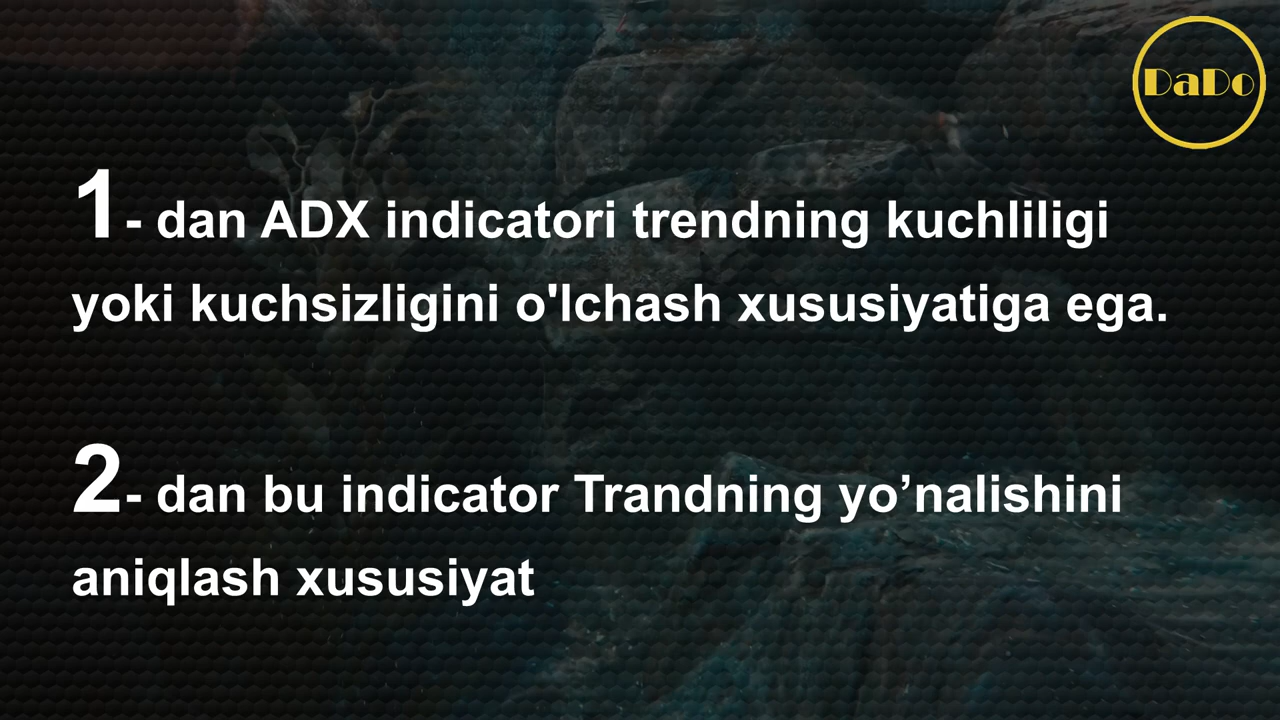 DaDo
1- dan ADX indicatori trendning kuchliligi
yoki kuchsizligini o'lchash xususiyatiga ega.
2- dan bu indicator Trandning yo’nalishini
aniqlash xususiyat